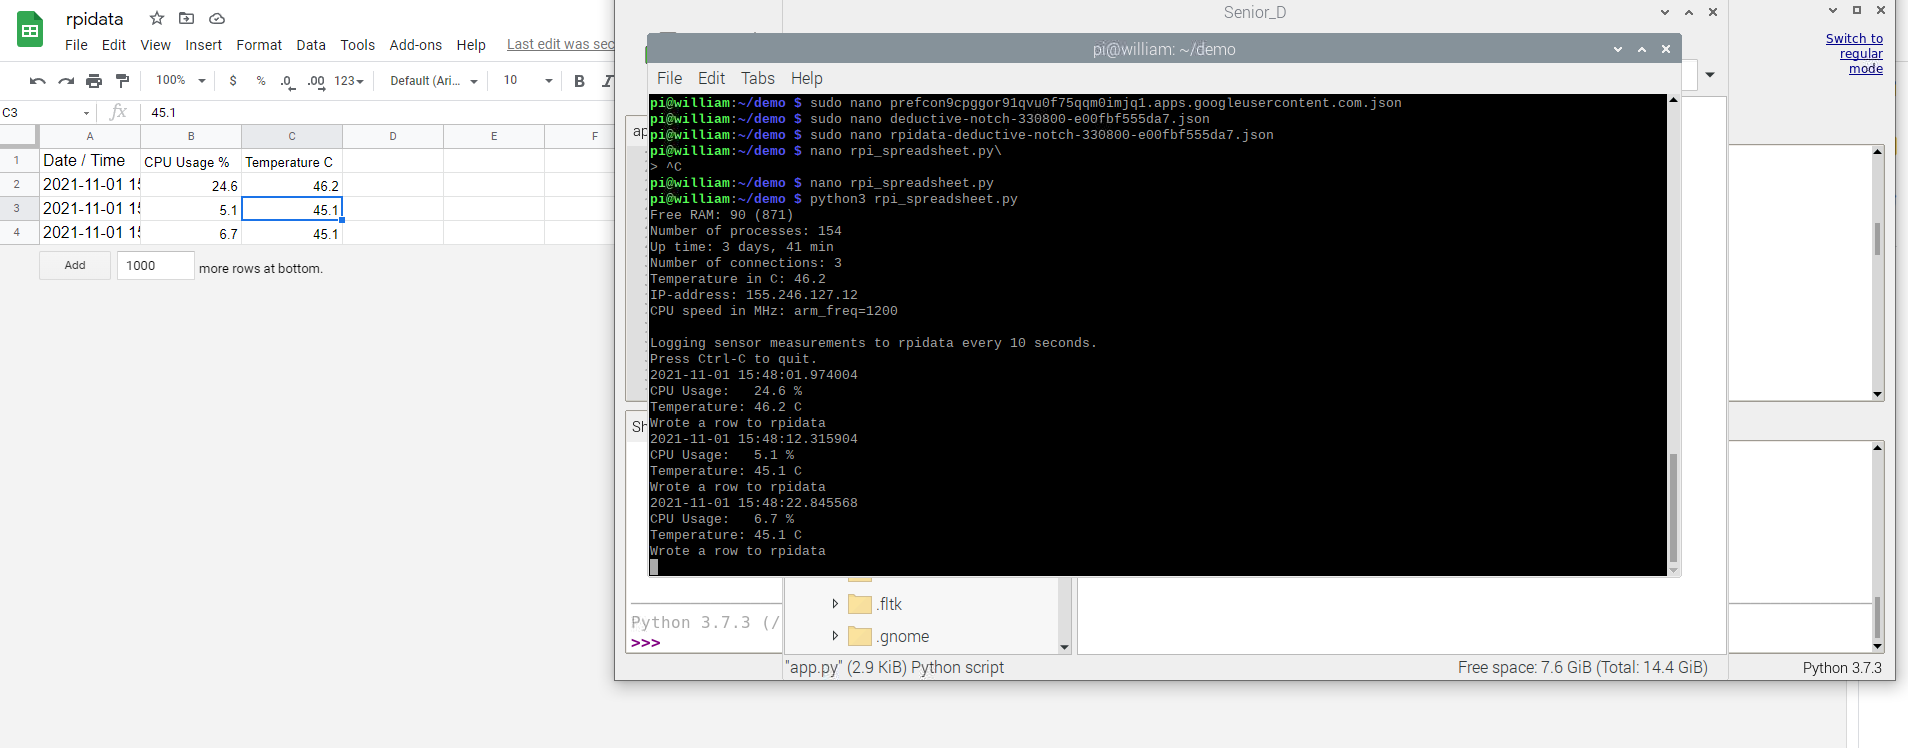 rpidata
File Edit View Insert Format Data Tools Add-ons Help Last edit was sec
100% $ % .0 .00 123 Default (Ari... 10 B I
C3 fx 45.1
A B C D E F
1 Date / Time CPU Usage % Temperature C
2 2021-11-01 15 24.6 46.2
3 2021-11-01 15 5.1 45.1
4 2021-11-01 15 6.7 45.1
Add 1000 more rows at bottom.
Senior_D
Switch to
regular
mode
pi@william: ~/demo
File Edit Tabs Help
pi@william:~/demo $ sudo nano prefcon9cpggor91qvu0f75qqm0imjq1.apps.googleusercontent.com.json
pi@william:~/demo $ sudo nano deductive-notch-330800-e00fbf555da7.json
pi@william:~/demo $ sudo nano rpidata-deductive-notch-330800-e00fbf555da7.json
pi@william:~/demo $ nano rpi_spreadsheet.py\
> ^C
pi@william:~/demo $ nano rpi_spreadsheet.py
pi@william:~/demo $ python3 rpi_spreadsheet.py
Free RAM: 90 (871)
Number of processes: 154
Up time: 3 days, 41 min
Number of connections: 3
Temperature in C: 46.2
IP-address: 155.246.127.12
CPU speed in MHz: arm_freq=1200
Logging sensor measurements to rpidata every 10 seconds.
Press Ctrl-C to quit.
2021-11-01 15:48:01.974004
CPU Usage: 24.6 %
Temperature: 46.2 C
Wrote a row to rpidata
2021-11-01 15:48:12.315904
CPU Usage: 5.1 %
Temperature: 45.1 C
Wrote a row to rpidata
2021-11-01 15:48:22.845568
CPU Usage: 6.7 %
Temperature: 45.1 C
Wrote a row to rpidata
ap
Sh
Python 3.7.3 (/
>>>
.fltk
.gnome
"app.py" (2.9 KiB) Python script
Free space: 7.6 GiB (Total: 14.4 GiB)
Python 3.7.3